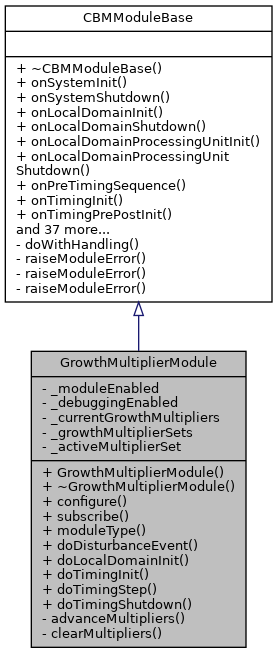 CBMModuleBase
+ ~CBMModuleBase()
+ onSystemInit()
+ onSystemShutdown()
+ onLocalDomainInit()
+ onLocalDomainShutdown()
+ onLocalDomainProcessingUnitInit()
+ onLocalDomainProcessingUnit
Shutdown()
+ onPreTimingSequence()
+ onTimingInit()
+ onTimingPrePostInit()
and 37 more...
- doWithHandling()
- raiseModuleError()
- raiseModuleError()
- raiseModuleError()
GrowthMultiplierModule
- _moduleEnabled
- _debuggingEnabled
- _currentGrowthMultipliers
- _growthMultiplierSets
- _activeMultiplierSet
+ GrowthMultiplierModule()
+ ~GrowthMultiplierModule()
+ configure()
+ subscribe()
+ moduleType()
+ doDisturbanceEvent()
+ doLocalDomainInit()
+ doTimingInit()
+ doTimingStep()
+ doTimingShutdown()
- advanceMultipliers()
- clearMultipliers()